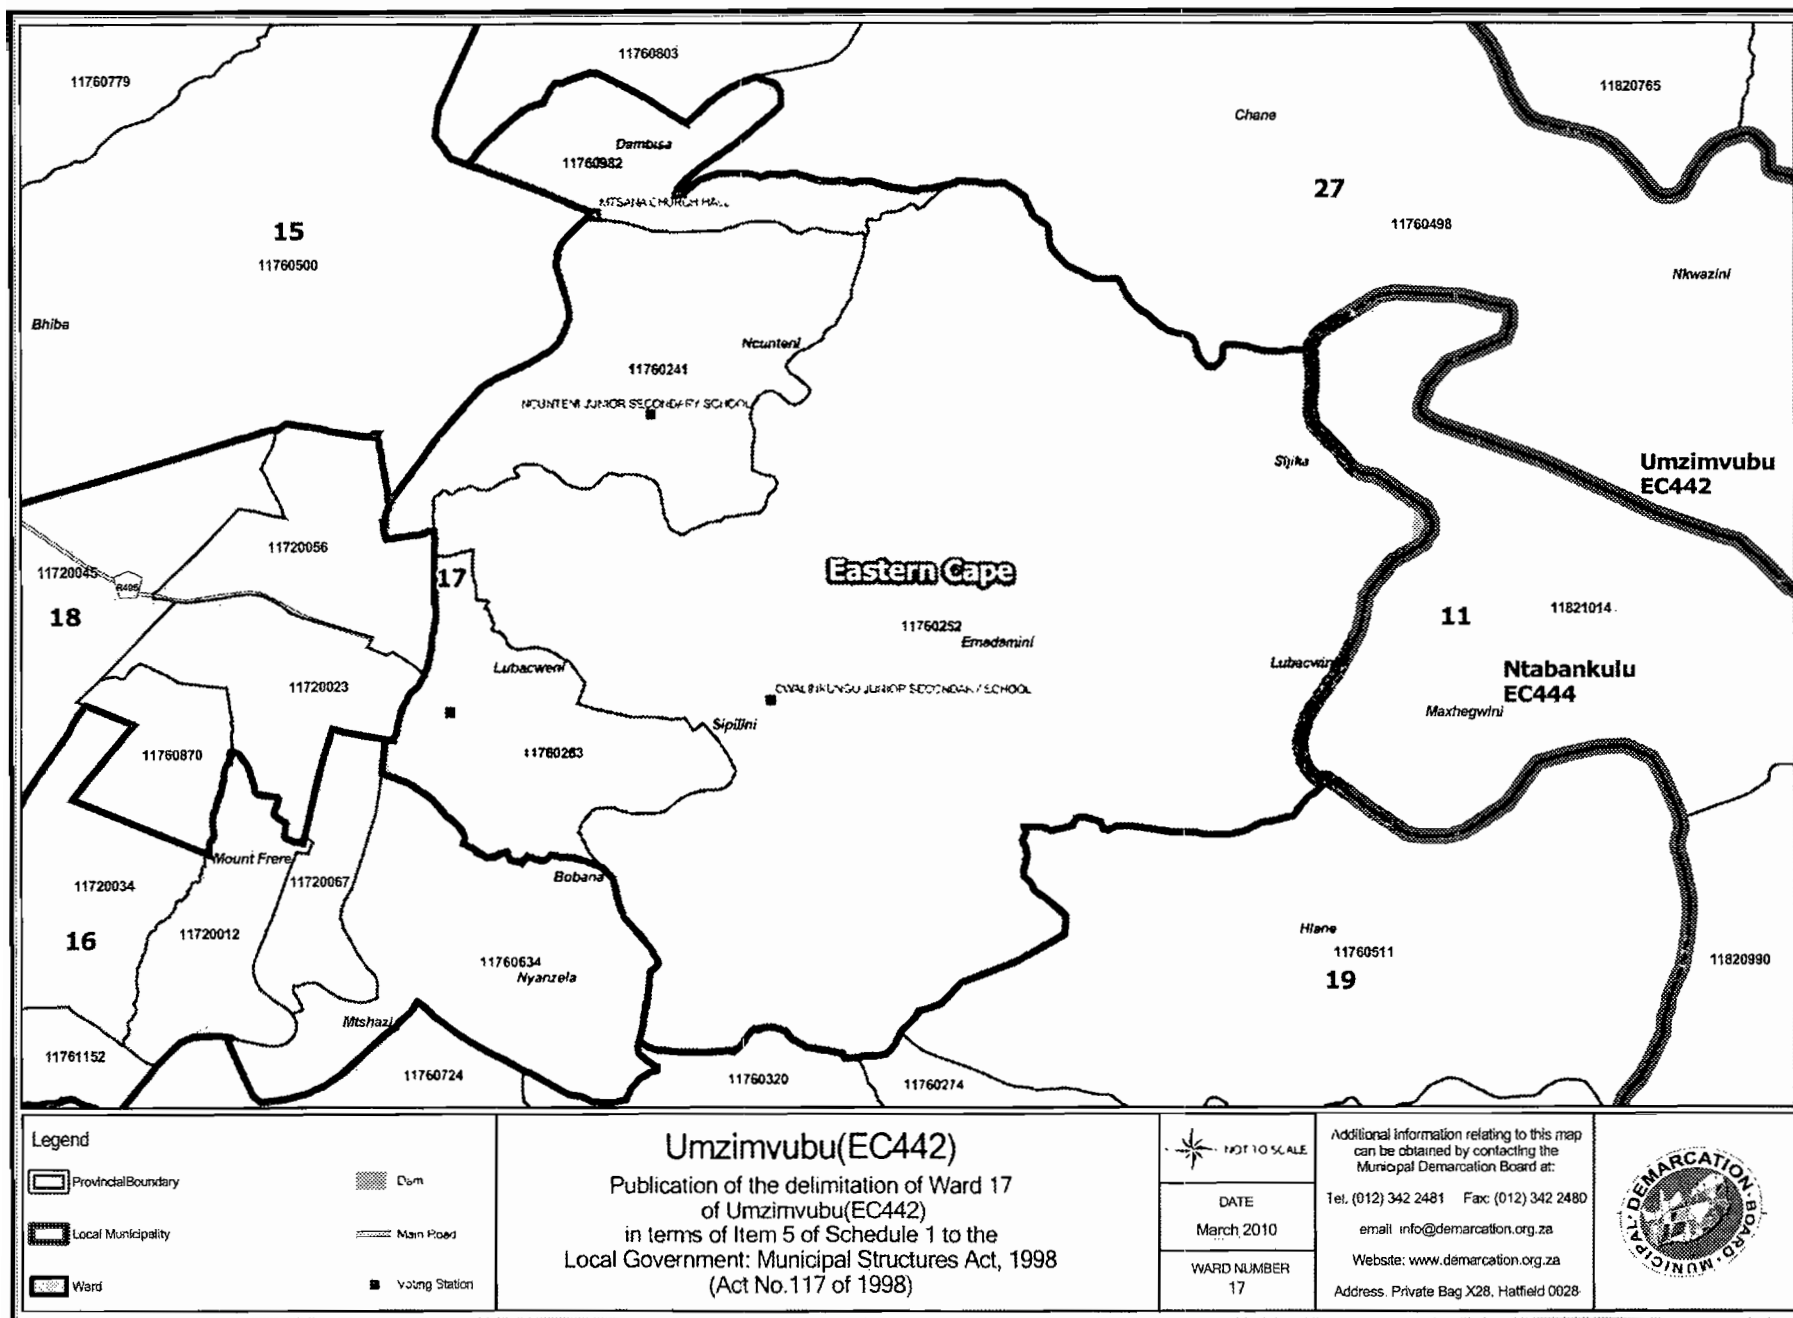 11760803
11760779
11820765
Chane
Dambisa
11760982
27
MTSANA CHURCH HALL
11760498
15
11760500
Nkwazini
Bhiba
Ncunteni
11760241
NCUNTENI JUNIOR SECONDARY SCHOOL
Sijika
Umzimvubu
EC442
11720056
11720045
R405
17
Eastern Cape
18
11760252
Emadamini
11
11821014
Lubacweni
Ntabankulu
EC444
11720023
Maxhegwini
Sipilini
11760870
11760263
Mount Frere
11720034
11720067
Bobana
16
11720012
Hlane
11760511
19
11760634
Nyanzela
11820990
Mtshazi
11761152
11760724
11760320
11760274
Legend
Provincial Boundary
Local Municipality
Ward
Dam
Main Road
Voting Station
Umzimvubu(EC442)
Publication of the delimitation of Ward 17
of Umzimvubu(EC442)
in terms of Item 5 of Schedule 1 to the
Local Government: Municipal Structures Act, 1998
(Act No.117 of 1998)
NOT TO SCALE
DATE
March 2010
WARD NUMBER
17
Additional information relating to this map
can be obtained by contacting the
Municipal Demarcation Board at:
Tel. (012) 342 2481 Fax: (012) 342 2480
email info@demarcation.org.za
Website: www.demarcation.org.za
Address. Private Bag X28, Hatfield 0028
MUNICIPAL DEMARCATION BOARD